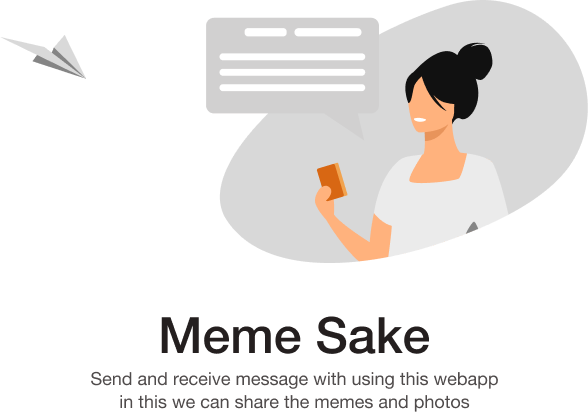 Meme Sake
Send and receive message with using this webapp
in this we can share the memes and photos